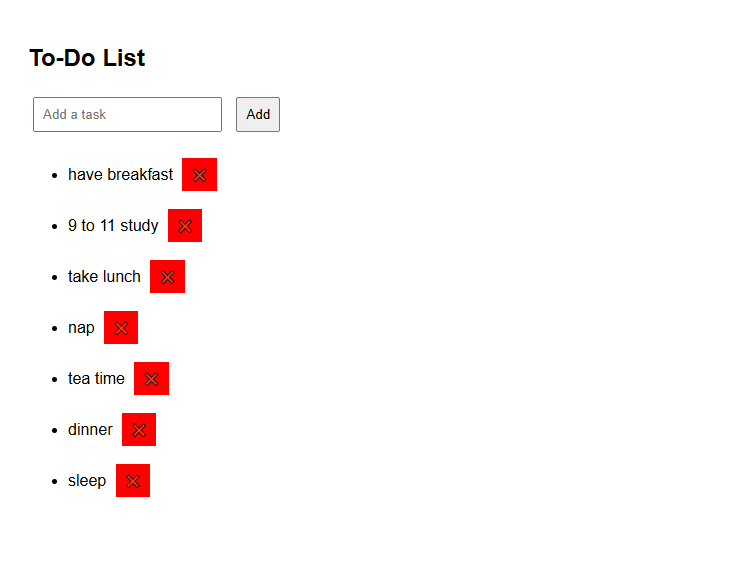 To-Do List
Add a task Add
have breakfast ❌
9 to 11 study ❌
take lunch ❌
nap ❌
tea time ❌
dinner ❌
sleep ❌